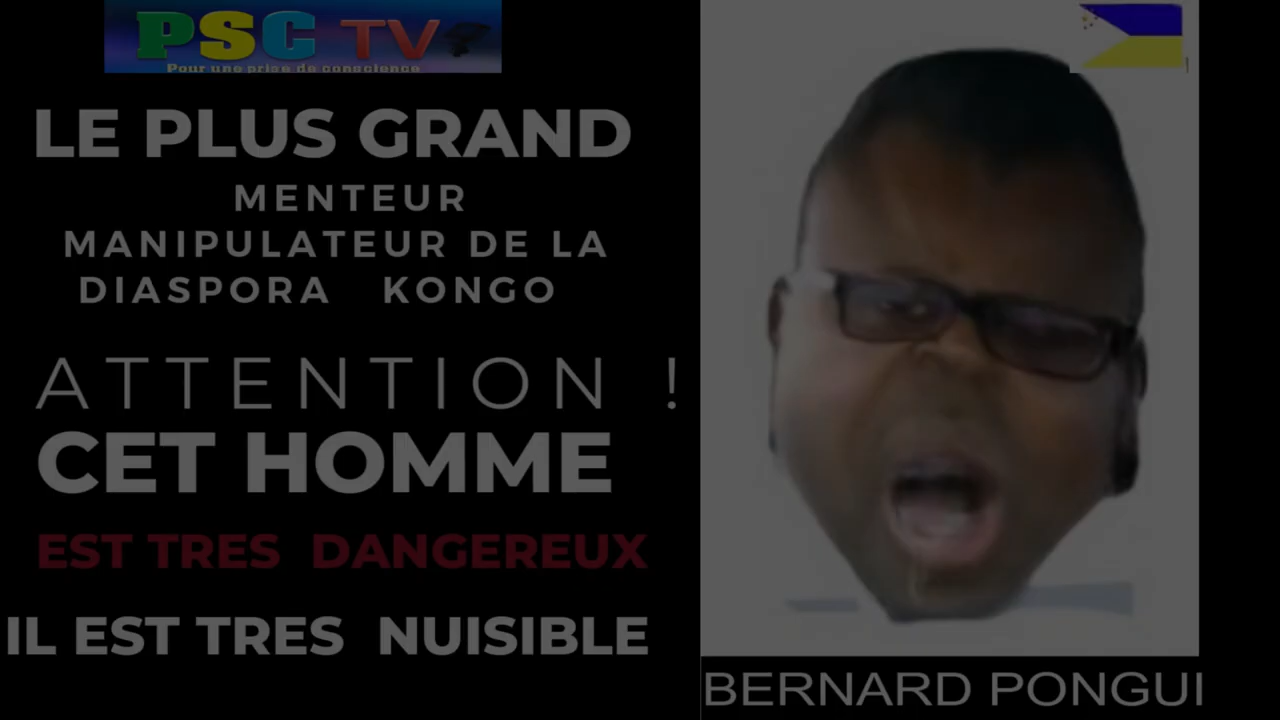 PSC TV?
Pour une prise de conscience
LE PLUS GRAND
MENTEUR
MANIPULATEUR DE LA
DIASPORA KONGO
ATTENTION !
CET HOMME
EST TRES DANGEREUX
IL EST TRES NUISIBLE
BERNARD PONGUI